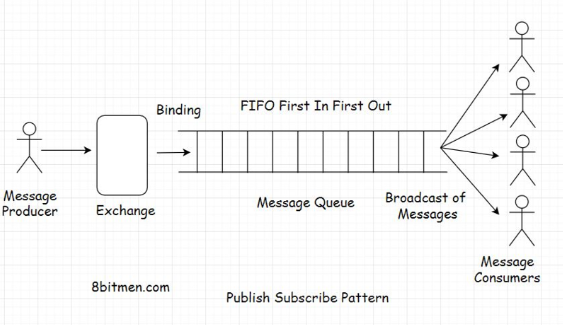 Binding
FIFO First In First Out
Message
Producer
Exchange
Message Queue
Broadcast of
Messages
Message
Consumers
8bitmen.com
Publish Subscribe Pattern